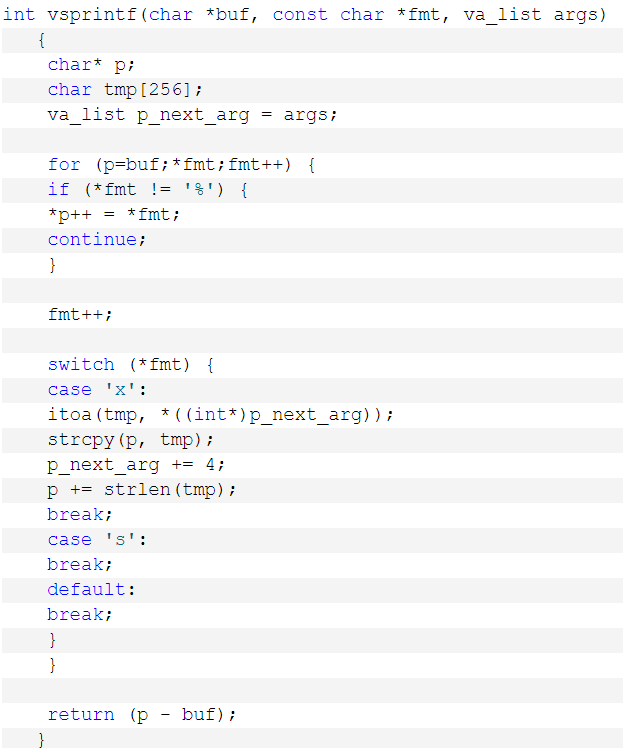 int vsprintf(char *buf, const char *fmt, va_list args)
{
char* p;
char tmp[256];
va_list p_next_arg = args;
for (p=buf;*fmt;fmt++) {
if (*fmt != '%') {
*p++ = *fmt;
continue;
}
fmt++;
switch (*fmt) {
case 'x':
itoa(tmp, *((int*)p_next_arg));
strcpy(p, tmp);
p_next_arg += 4;
p += strlen(tmp);
break;
case 's':
break;
default:
break;
}
}
return (p - buf);
}